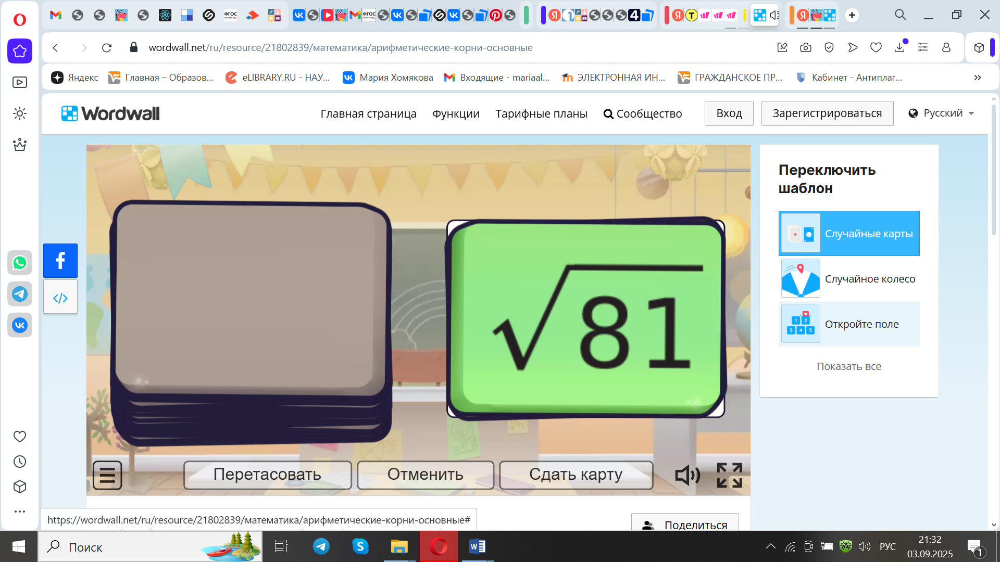 wordwall.net/ru/resource/21802839/математика/арифметические-корни-основные
Яндекс
Главная – Образов...
eLIBRARY.RU - НАУ...
Мария Хомякова
Входящие - mariaal...
ЭЛЕКТРОННАЯ ИН...
ГРАЖДАНСКОЕ ПР...
Кабинет - Антиплаг...
Wordwall
Главная страница
Функции
Тарифные планы
Сообщество
Вход
Зарегистрироваться
Русский
Переключить
шаблон
Случайные карты
Случайное колесо
Откройте поле
Показать все
√81
Перетасовать
Отменить
Сдать карту
https://wordwall.net/ru/resource/21802839/математика/арифметические-корни-основные#
Поделиться
Поиск
РУС
21:32
03.09.2025
1